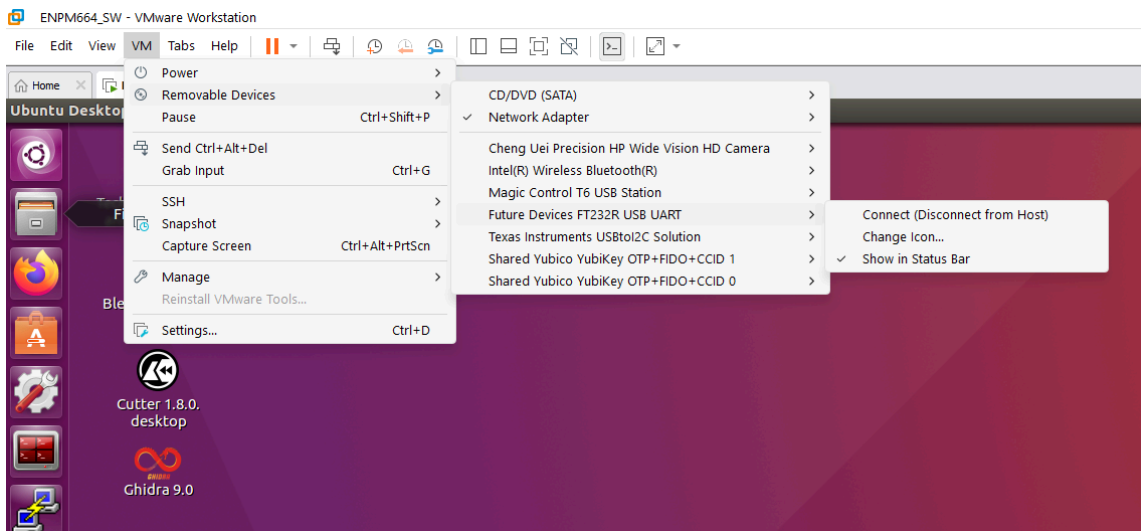 ENPM664_SW - VMware Workstation
File Edit View VM Tabs Help
Home
Ubuntu Deskto
Power
Removable Devices
Pause Ctrl+Shift+P
Send Ctrl+Alt+Del
Grab Input Ctrl+G
SSH
Snapshot
Capture Screen Ctrl+Alt+PrtScn
Manage
Reinstall VMware Tools...
Settings... Ctrl+D
CD/DVD (SATA)
Network Adapter
Cheng Uei Precision HP Wide Vision HD Camera
Intel(R) Wireless Bluetooth(R)
Magic Control T6 USB Station
Future Devices FT232R USB UART
Texas Instruments USBtoI2C Solution
Shared Yubico YubiKey OTP+FIDO+CCID 1
Shared Yubico YubiKey OTP+FIDO+CCID 0
Connect (Disconnect from Host)
Change Icon...
Show in Status Bar
Fi
Ble
Cutter 1.8.0.
desktop
GHIDRA
Ghidra 9.0